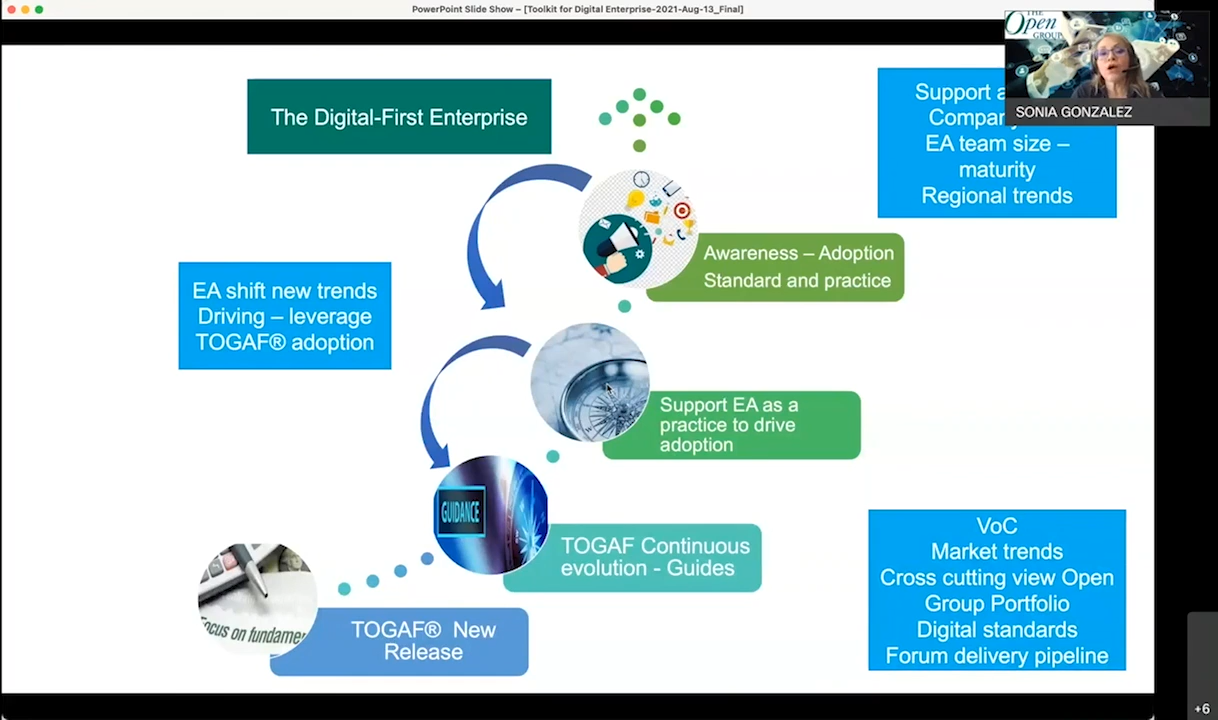 PowerPoint Slide Show – [Toolkit for Digital Enterprise-2021-Aug-13_Final]
THE
Open
GROUP
SONIA GONZALEZ
The Digital-First Enterprise
Support
Company
EA team size –
maturity
Regional trends
Awareness – Adoption
Standard and practice
EA shift new trends
Driving – leverage
TOGAF® adoption
Support EA as a
practice to drive
adoption
GUIDANCE
TOGAF Continuous
evolution - Guides
VoC
Market trends
Cross cutting view Open
Group Portfolio
Digital standards
Forum delivery pipeline
TOGAF® New
Release
+6